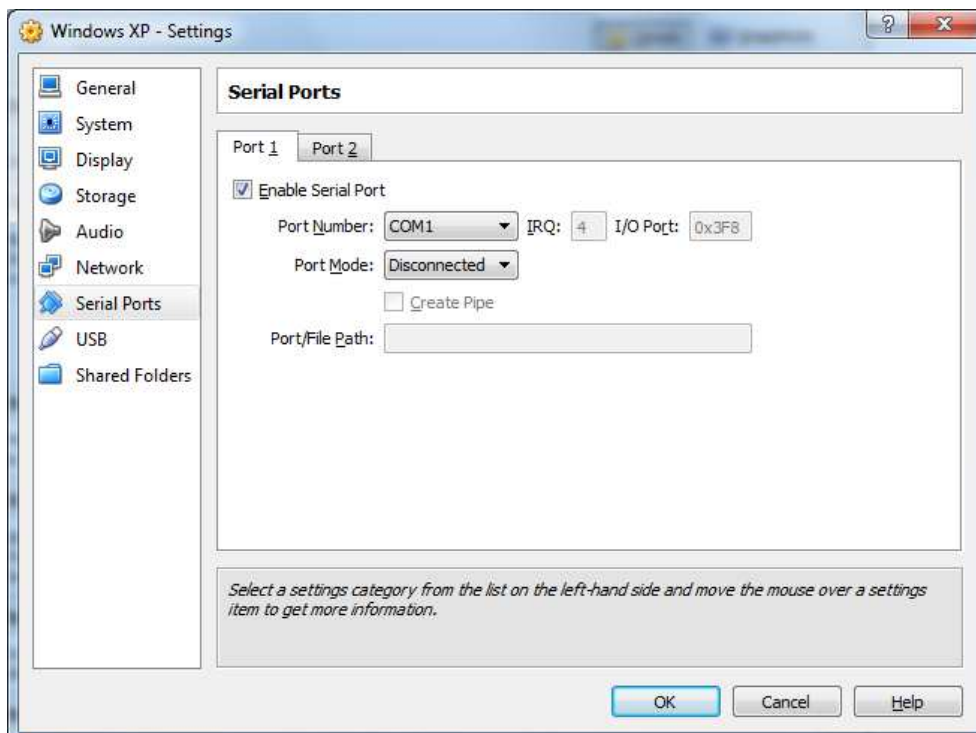 Windows XP - Settings
General
System
Display
Storage
Audio
Network
Serial Ports
USB
Shared Folders
Serial Ports
Port 1
Port 2
Enable Serial Port
Port Number: COM1 IRQ: 4 I/O Port: 0x3F8
Port Mode: Disconnected
Create Pipe
Port/File Path:
Select a settings category from the list on the left-hand side and move the mouse over a settings
item to get more information.
OK Cancel Help